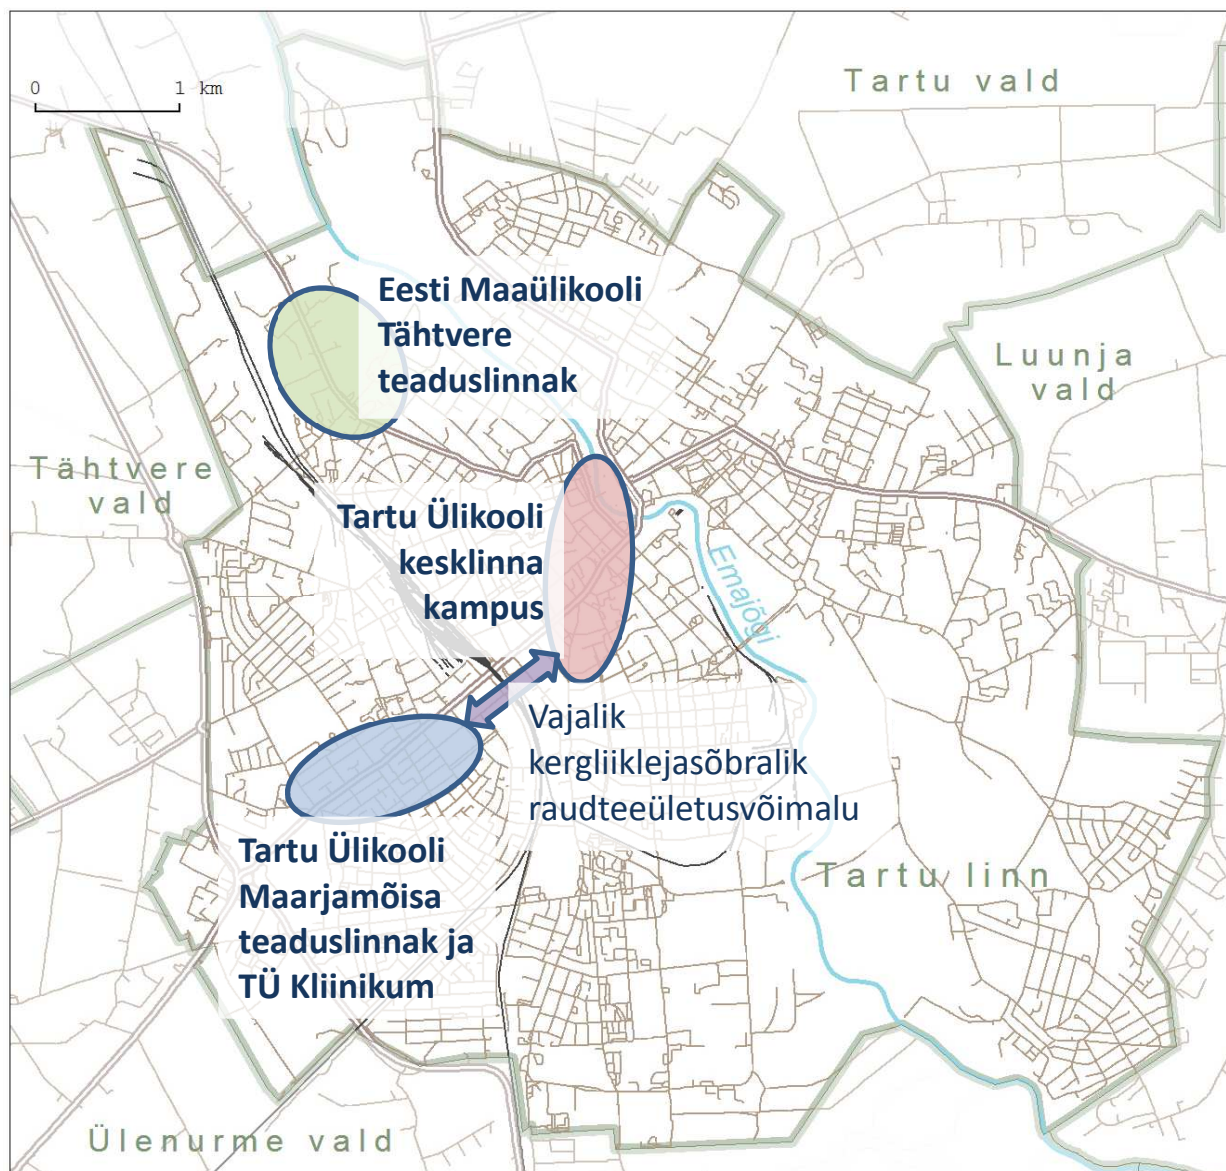 0 1 km
Tartu vald
Eesti Maaülikooli
Tähtvere
teaduslinnak
Luunja
vald
Tähtvere
vald
Tartu Ülikooli
kesklinna
kampus
Emajõgi
Vajalik
kergliiklejasõbralik
raudteeületusvõimalu
Tartu Ülikooli
Maarjamõisa
teaduslinnak ja
TÜ Kliinikum
Tartu linn
Ülenurme vald